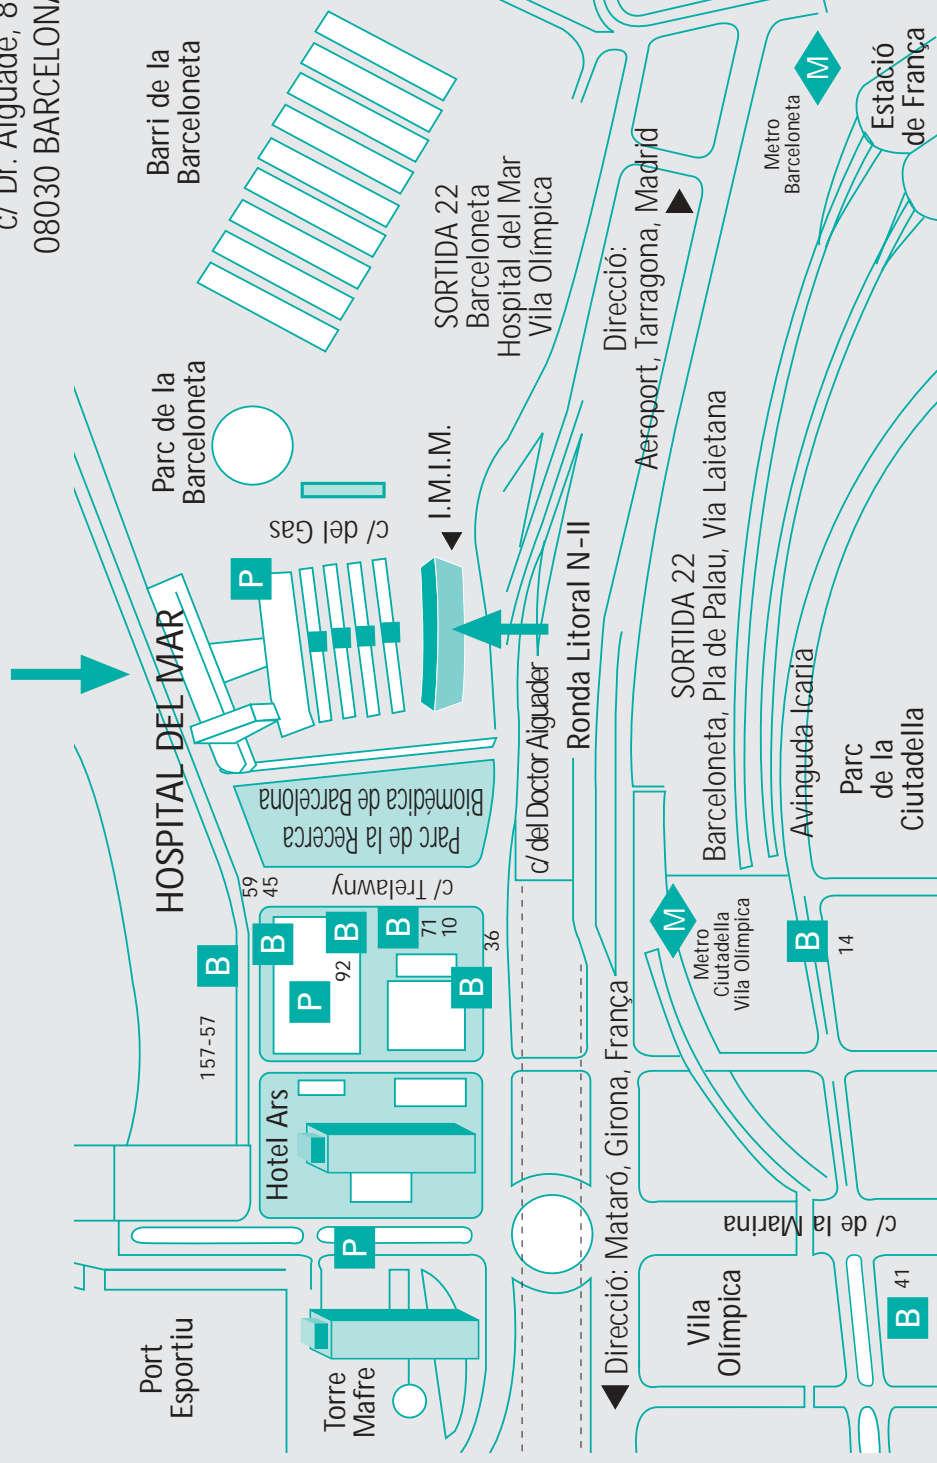 c/ Dr. Aiguade, 8
08030 BARCELONA
Barri de la
Barceloneta
Parc de la
Barceloneta
HOSPITAL DEL MAR
P
c/ del Gas
I.M.I.M.
SORTIDA 22
Barceloneta
Hospital del Mar
Vila Olímpica
Direcció:
Aeroport, Tarragona, Madrid
M
Metro
Barceloneta
Estació
de França
Ronda Litoral N-II
c/ del Doctor Aiguader
SORTIDA 22
Barceloneta, Pla de Palau, Via Laietana
Avinguda Icaria
Parc
de la
Ciutadella
Parc de la Recerca
Biomèdica de Barcelona
c/ Trelawny
59
45
B
157-57
B
P
B
92
B
71
10
B
36
M
Metro
Ciutadella
Vila Olímpica
B
14
Hotel Ars
P
Port
Esportiu
Torre
Mafre
Direcció: Mataró, Girona, França
c/ de la Marina
Vila
Olímpica
B
41